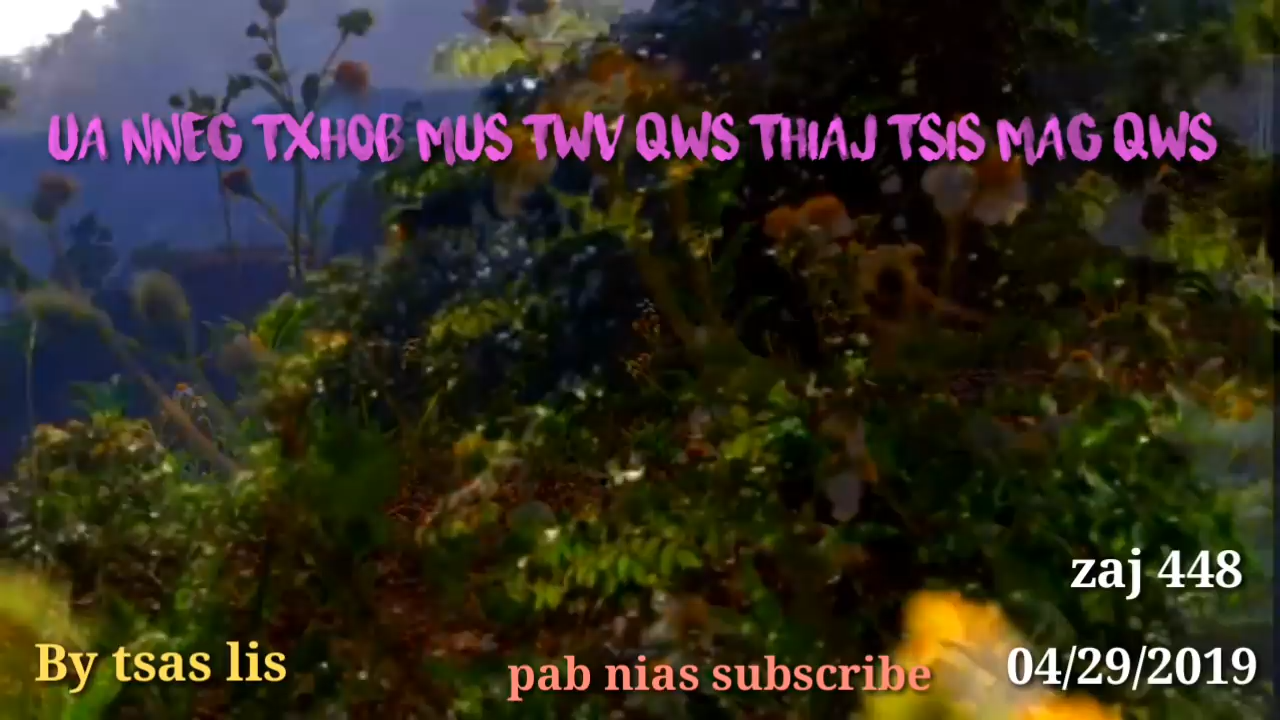 UA NNEG TXHOB MUS TWV QWS THIAJ TSIS MAG QWS
zaj 448
By tsas lis
pab nias subscribe
04/29/2019